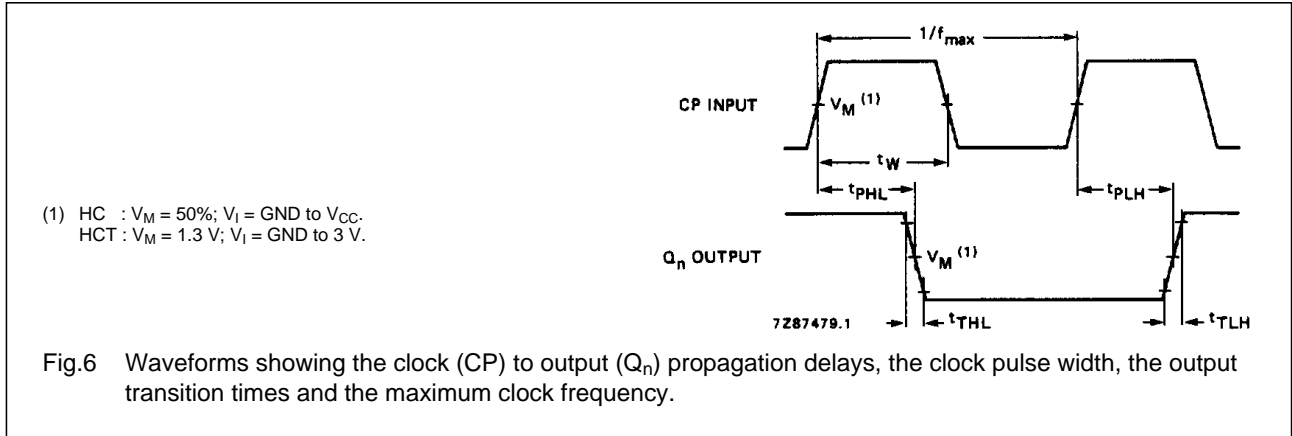 1/fmax
CP INPUT
VM (1)
tW
tPHL
tPLH
(1) HC : VM = 50%; VI = GND to VCC.
HCT : VM = 1.3 V; VI = GND to 3 V.
Qn OUTPUT
VM (1)
7Z87479.1
tTHL
tTLH
Fig.6 Waveforms showing the clock (CP) to output (Qn) propagation delays, the clock pulse width, the output
transition times and the maximum clock frequency.